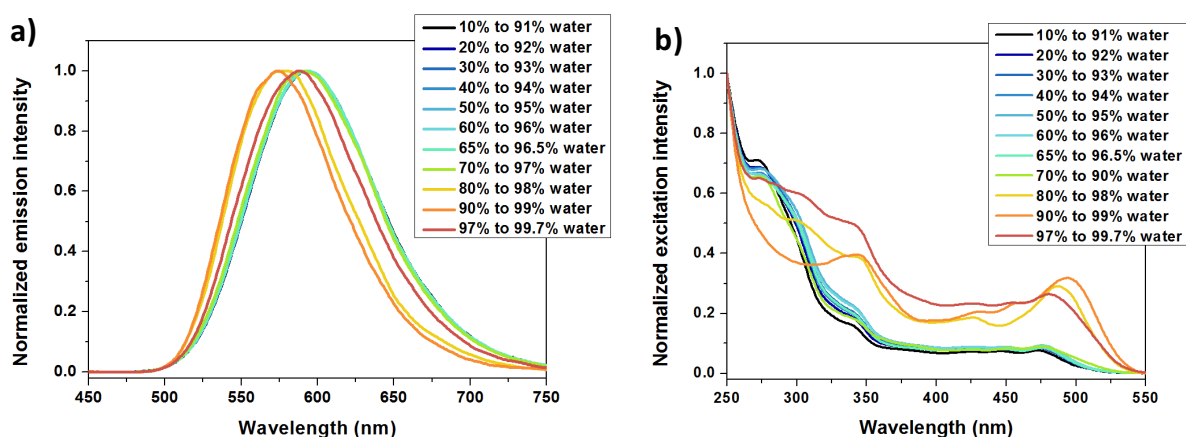 a)
Normalized emission intensity
1.0
0.8
0.6
0.4
0.2
0.0
450 500 550 600 650 700 750
Wavelength (nm)
10% to 91% water
20% to 92% water
30% to 93% water
40% to 94% water
50% to 95% water
60% to 96% water
65% to 96.5% water
70% to 97% water
80% to 98% water
90% to 99% water
97% to 99.7% water
b)
Normalized excitation intensity
1.0
0.8
0.6
0.4
0.2
0.0
250 300 350 400 450 500 550
Wavelength (nm)
10% to 91% water
20% to 92% water
30% to 93% water
40% to 94% water
50% to 95% water
60% to 96% water
65% to 96.5% water
70% to 90% water
80% to 98% water
90% to 99% water
97% to 99.7% water